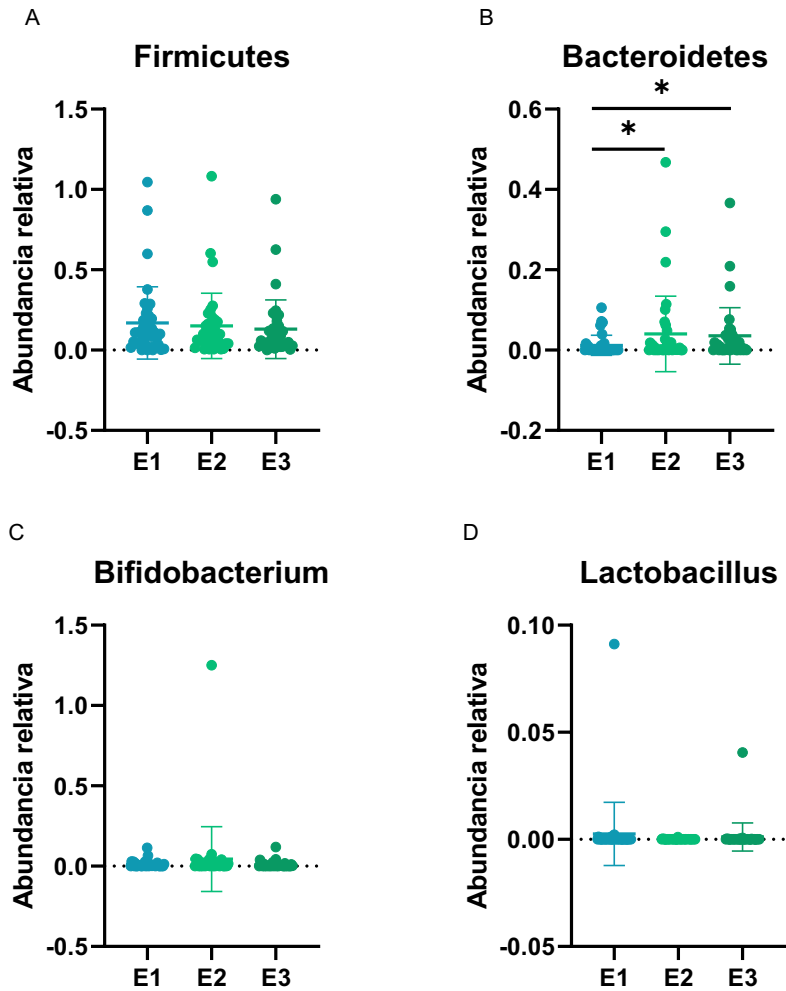 A
Firmicutes
Abundancia relativa
1.5
1.0
0.5
0.0
-0.5
E1 E2 E3
B
Bacteroidetes
Abundancia relativa
0.6
0.4
0.2
0.0
-0.2
*
*
E1 E2 E3
C
Bifidobacterium
Abundancia relativa
1.5
1.0
0.5
0.0
-0.5
E1 E2 E3
D
Lactobacillus
Abundancia relativa
0.10
0.05
0.00
-0.05
E1 E2 E3